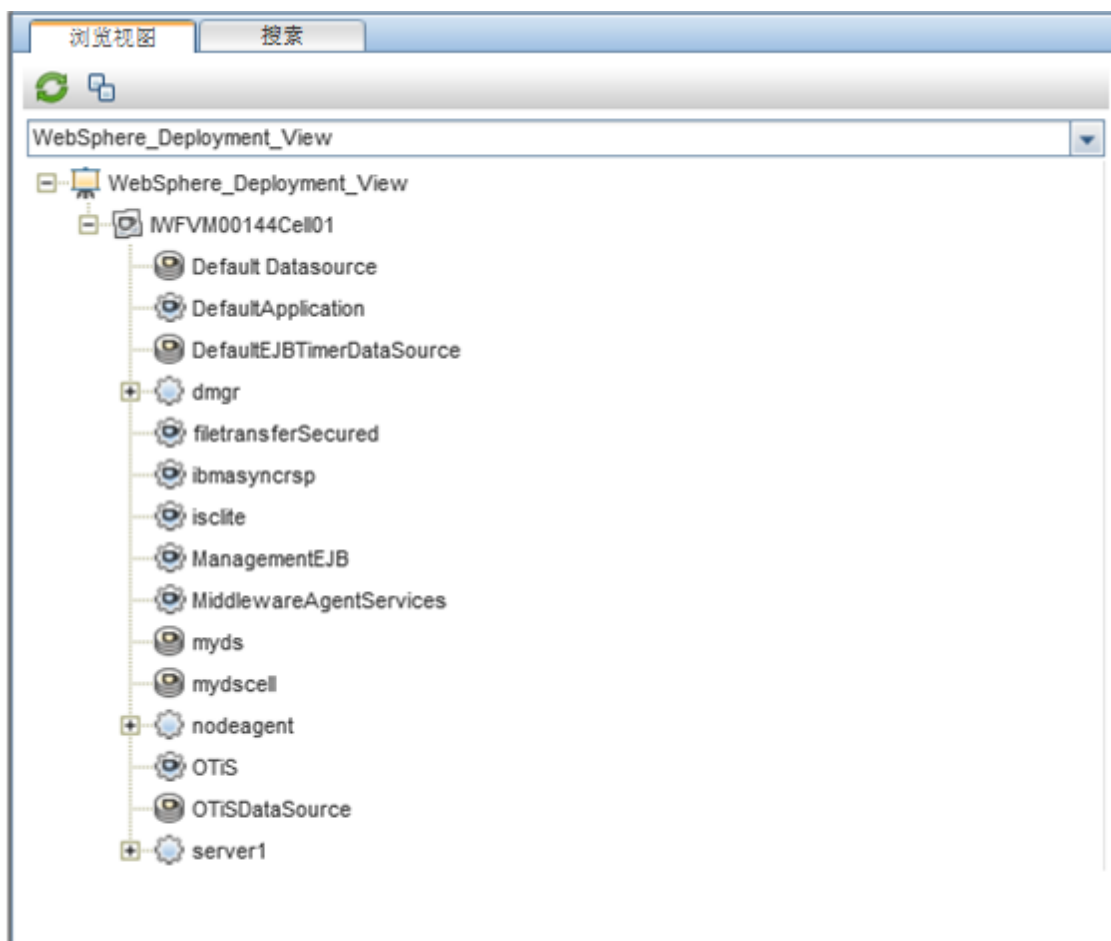 浏览视图 搜索
WebSphere_Deployment_View
WebSphere_Deployment_View
IWFVM00144Cell01
Default Datasource
DefaultApplication
DefaultEJBTimerDataSource
dmgr
filetransferSecured
ibmasyncrsp
isclite
ManagementEJB
MiddlewareAgentServices
myds
mydscell
nodeagent
OTiS
OTiSDataSource
server1